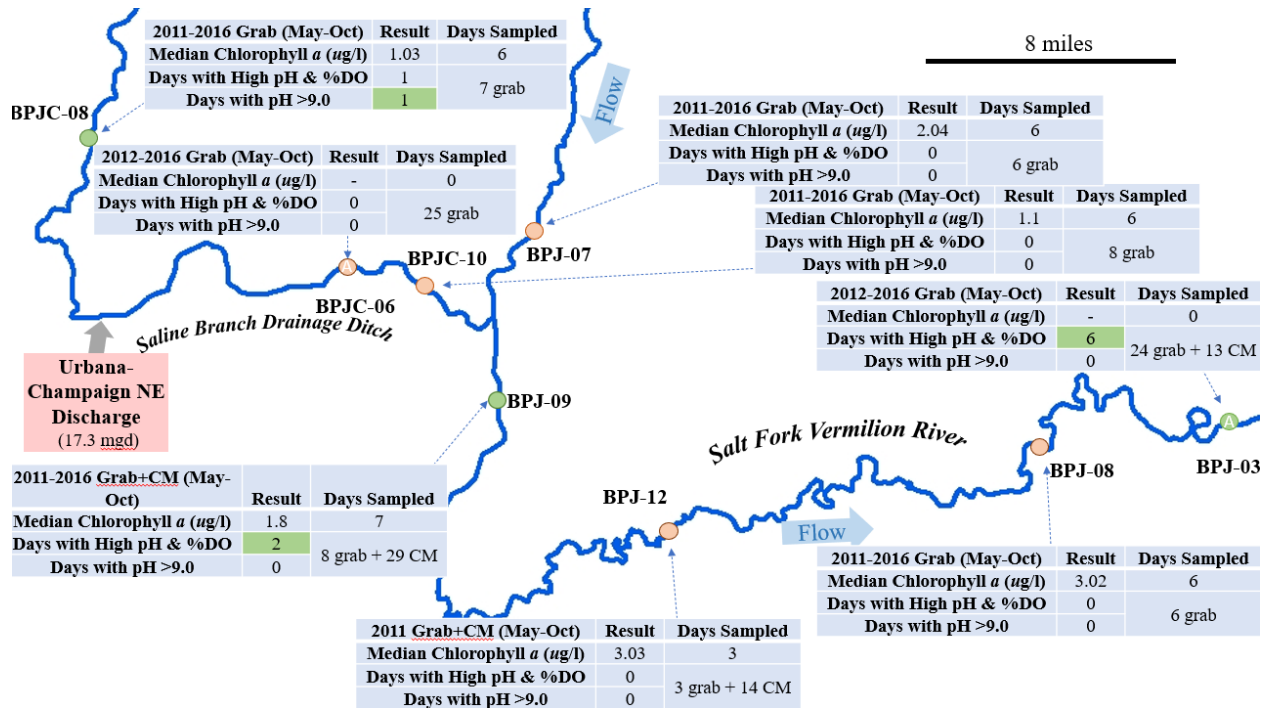 2011-2016 Grab (May-Oct) Result Days Sampled
Median Chlorophyll a (ug/l) 1.03 6
Days with High pH & %DO 1 7 grab
Days with pH >9.0 1
8 miles
BPJC-08
Flow
2011-2016 Grab (May-Oct) Result Days Sampled
Median Chlorophyll a (ug/l) 2.04 6
Days with High pH & %DO 0 6 grab
Days with pH >9.0 0
2012-2016 Grab (May-Oct) Result Days Sampled
Median Chlorophyll a (ug/l) - 0
Days with High pH & %DO 0 25 grab
Days with pH >9.0 0
2011-2016 Grab (May-Oct) Result Days Sampled
Median Chlorophyll a (ug/l) 1.1 6
Days with High pH & %DO 0 8 grab
Days with pH >9.0 0
BPJ-07
BPJC-10
A
BPJC-06
Saline Branch Drainage Ditch
2012-2016 Grab (May-Oct) Result Days Sampled
Median Chlorophyll a (ug/l) - 0
Days with High pH & %DO 6 24 grab + 13 CM
Days with pH >9.0 0
Urbana-
Champaign NE
Discharge
(17.3 mgd)
BPJ-09
Salt Fork Vermilion River
A
BPJ-03
BPJ-08
2011-2016 Grab+CM (May-
Oct) Result Days Sampled
Median Chlorophyll a (ug/l) 1.8 7
Days with High pH & %DO 2 8 grab + 29 CM
Days with pH >9.0 0
BPJ-12
Flow
2011-2016 Grab (May-Oct) Result Days Sampled
Median Chlorophyll a (ug/l) 3.02 6
Days with High pH & %DO 0 6 grab
Days with pH >9.0 0
2011 Grab+CM (May-Oct) Result Days Sampled
Median Chlorophyll a (ug/l) 3.03 3
Days with High pH & %DO 0 3 grab + 14 CM
Days with pH >9.0 0